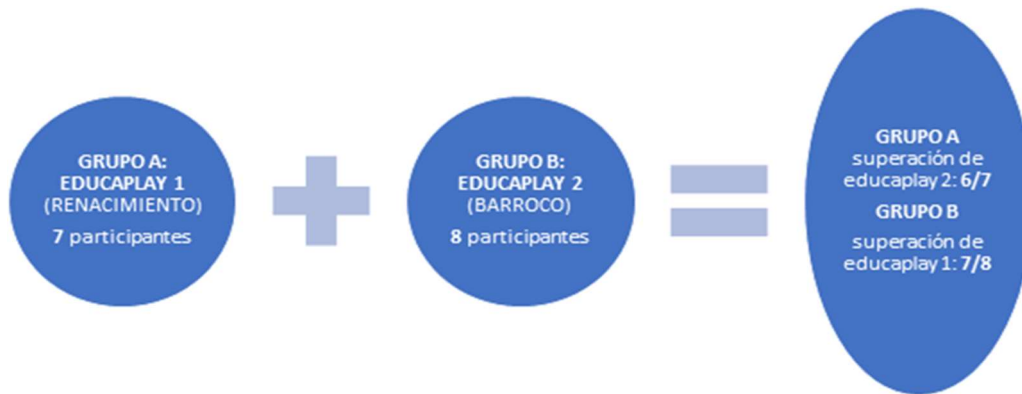 GRUPO A:
EDUCAPLAY 1
(RENACIMIENTO)
7 participantes
GRUPO B:
EDUCAPLAY 2
(BARROCO)
8 participantes
GRUPO A
superación de
educaplay 2: 6/7
GRUPO B
superación de
educaplay 1: 7/8